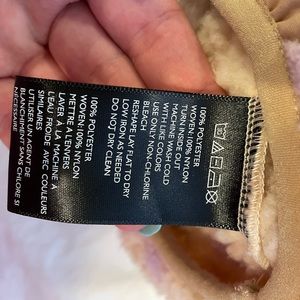 100% POLYESTER
WOVEN:100% NYLON
TURN INSIDE OUT
MACHINE WASH COLD
WITH LIKE COLORS
USE ONLY NON-CHLORINE
BLEACH
RESHAPE LAY FLAT TO DRY
LOW IRON AS NEEDED
DO NOT DRY CLEAN
100% POLYESTER
WOVEN:100% NYLON
METTRE À L'ENVERS
LAVER À LA MACHINE À
L'EAU FROIDE AVEC COULEURS
SIMILAIRES
UTILISER UN AGENT DE
BLANCHIMENT SANS CHLORE SI
NÉCESSAIRE